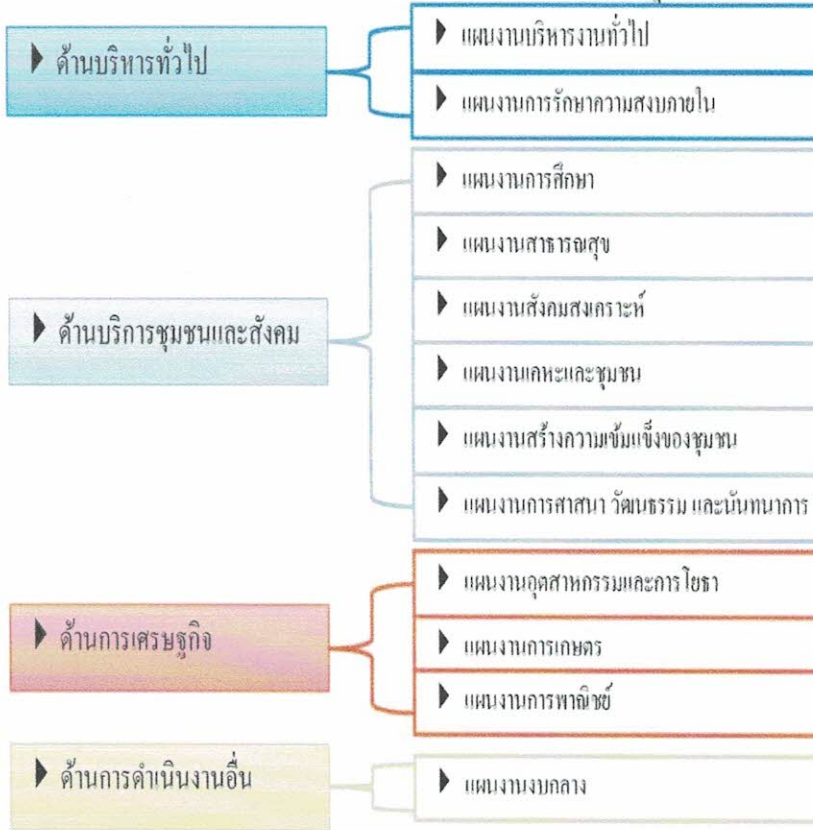 ▶ ด้านบริหารทั่วไป
▶ แผนงานบริหารงานทั่วไป
▶ แผนงานการรักษาความสงบภายใน
▶ ด้านบริการชุมชนและสังคม
▶ แผนงานการศึกษา
▶ แผนงานสาธารณสุข
▶ แผนงานสังคมสงเคราะห์
▶ แผนงานเคหะและชุมชน
▶ แผนงานสร้างความเข้มแข็งของชุมชน
▶ แผนงานการศาสนา วัฒนธรรม และนันทนาการ
▶ ด้านการเศรษฐกิจ
▶ แผนงานอุตสาหกรรมและการโยธา
▶ แผนงานการเกษตร
▶ แผนงานการพาณิชย์
▶ ด้านการดำเนินงานอื่น
▶ แผนงานงบกลาง